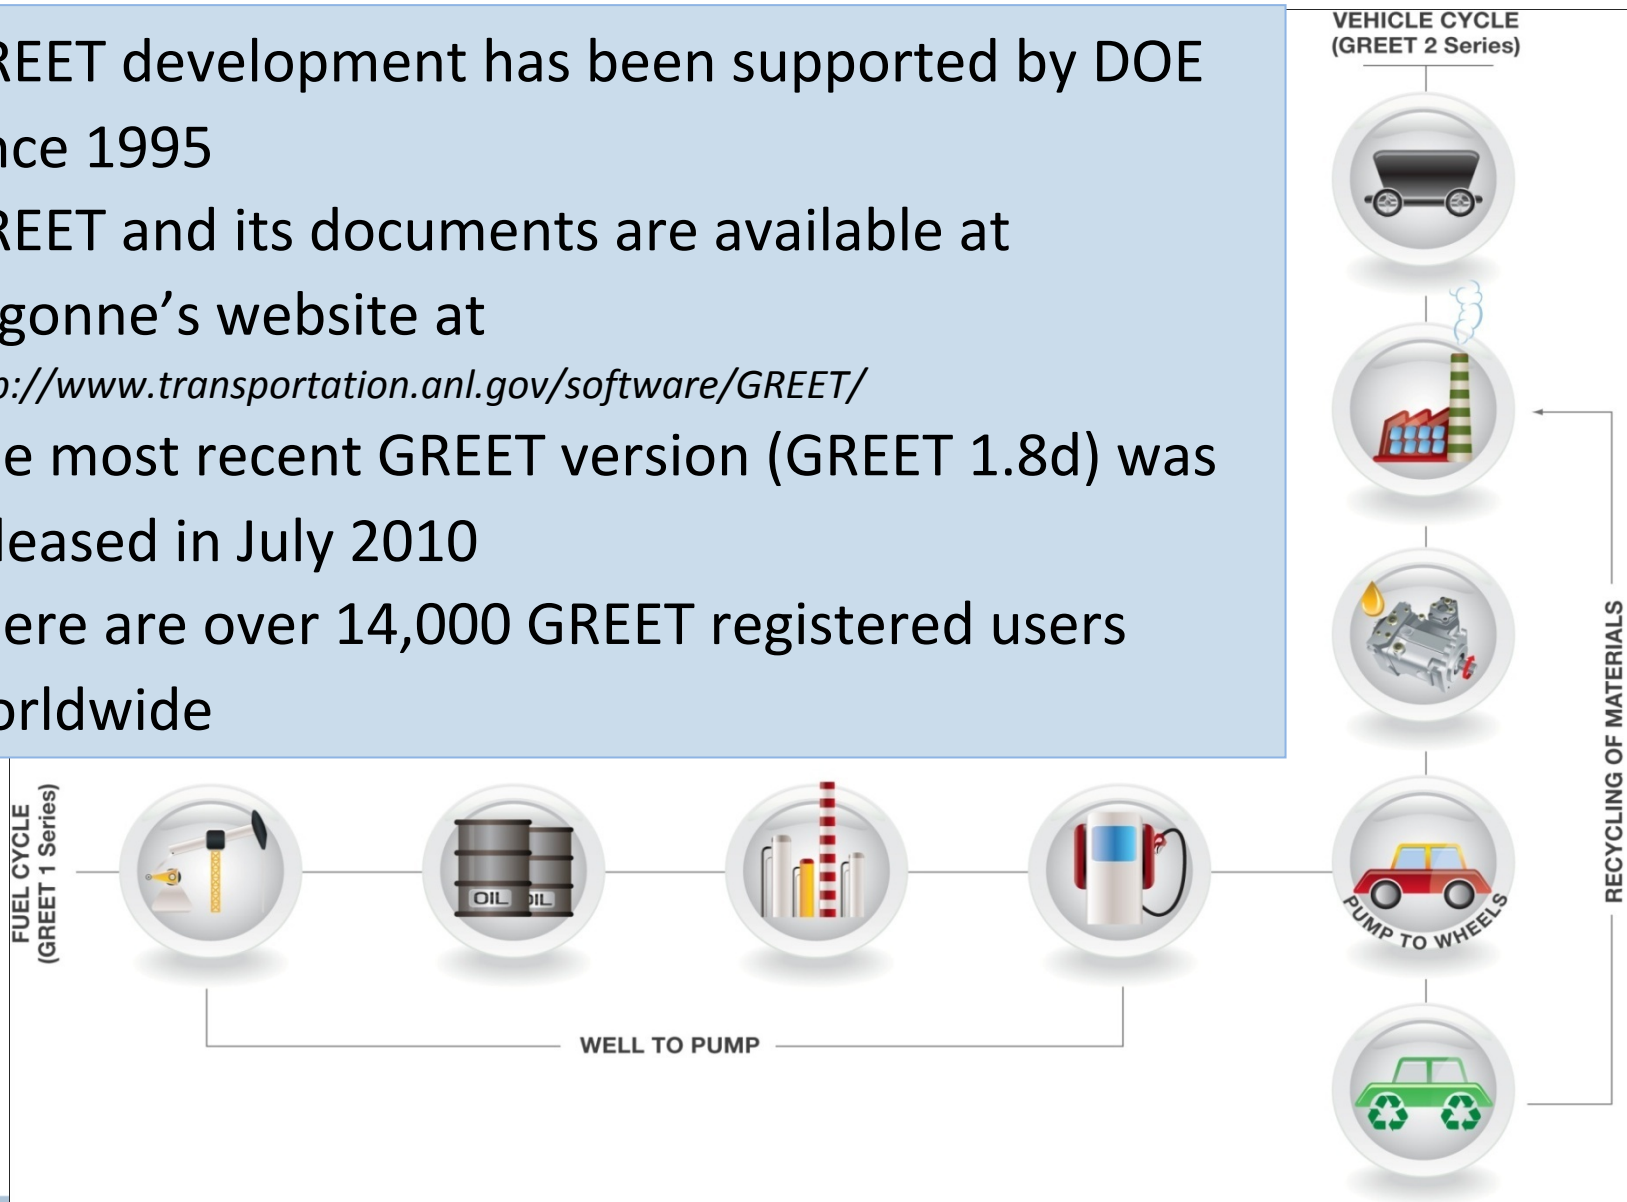 REET development has been supported by DOE
nce 1995
REET and its documents are available at
gonne’s website at
p://www.transportation.anl.gov/software/GREET/
e most recent GREET version (GREET 1.8d) was
leased in July 2010
ere are over 14,000 GREET registered users
orldwide
VEHICLE CYCLE
(GREET 2 Series)
RECYCLING OF MATERIALS
FUEL CYCLE
(GREET 1 Series)
OIL
OIL
PUMP TO WHEELS
WELL TO PUMP